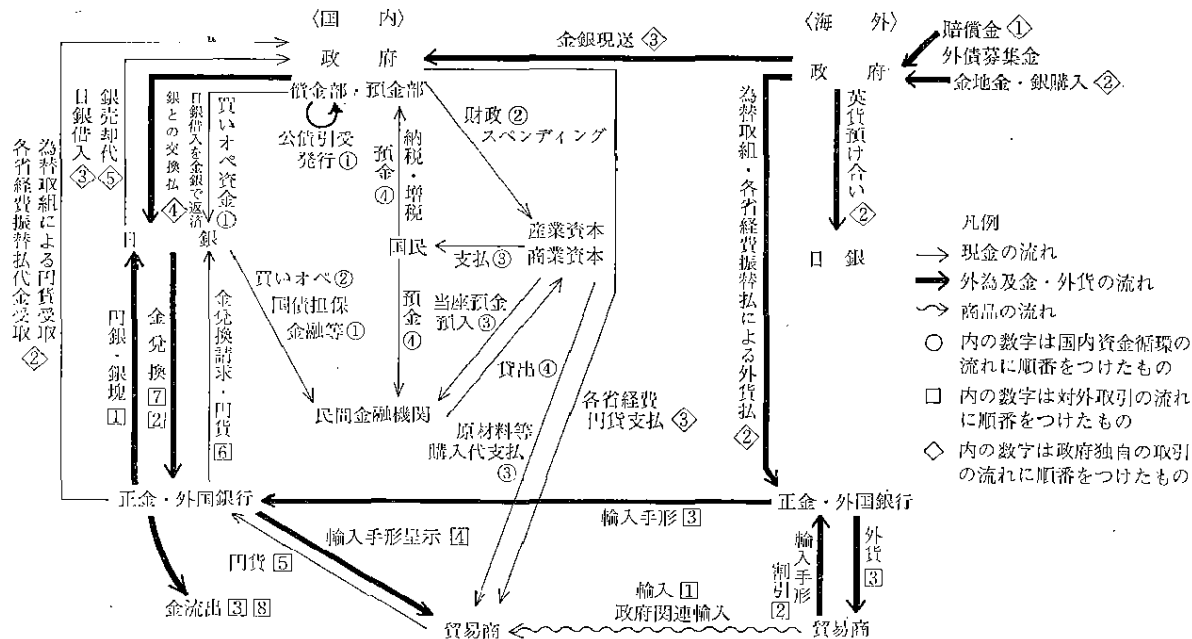 〈国　内〉
〈海　外〉
政　府
金銀現送③
賠償金①
外債募集金
政　府
金地金・銀購入②
償金部・預金部
公債引受
発行①
財政②
スペンディング
納税・増税
預金④
買いオペ資金①
日銀借入を金銀で返済
銀との交換払④
銀売却代⑤
日銀借入③
為替取組による円貨受取
各省経費振替払代金受取②
日　銀
国民
支払③
産業資本
商業資本
買いオペ②
国債担保
金融等①
預金④
当座預金
預入③
貸出④
民間金融機関
原材料等
購入代支払
③
各省経費
円貨支払③
円銀・銀塊1
金兌換7
2
金兌換請求・円貨6
為替取組・各省経費振替払による外貨払②
英貨預け合い②
日　銀
正金・外国銀行
輸入手形3
正金・外国銀行
輸入手形呈示4
円貨5
金流出3 8
貿易商
輸入1
政府関連輸入
輸入手形
割引2
外貨3
貿易商
凡例
→ 現金の流れ
→ 外為及金・外貨の流れ
→ 商品の流れ
○ 内の数字は国内資金循環の
流れに順番をつけたもの
□ 内の数字は対外取引の流れ
に順番をつけたもの
◇ 内の数字は政府独自の取引
の流れに順番をつけたもの